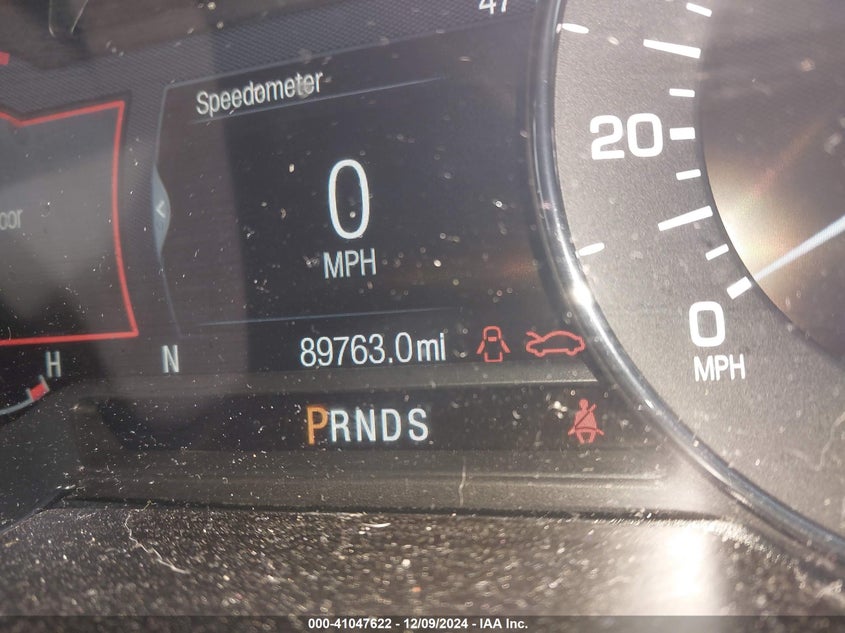 47
Speedometer
0
MPH
20
0
MPH
89763.0mi
H
N
PRNDS
000-41047622 - 12/09/2024 - IAA Inc.